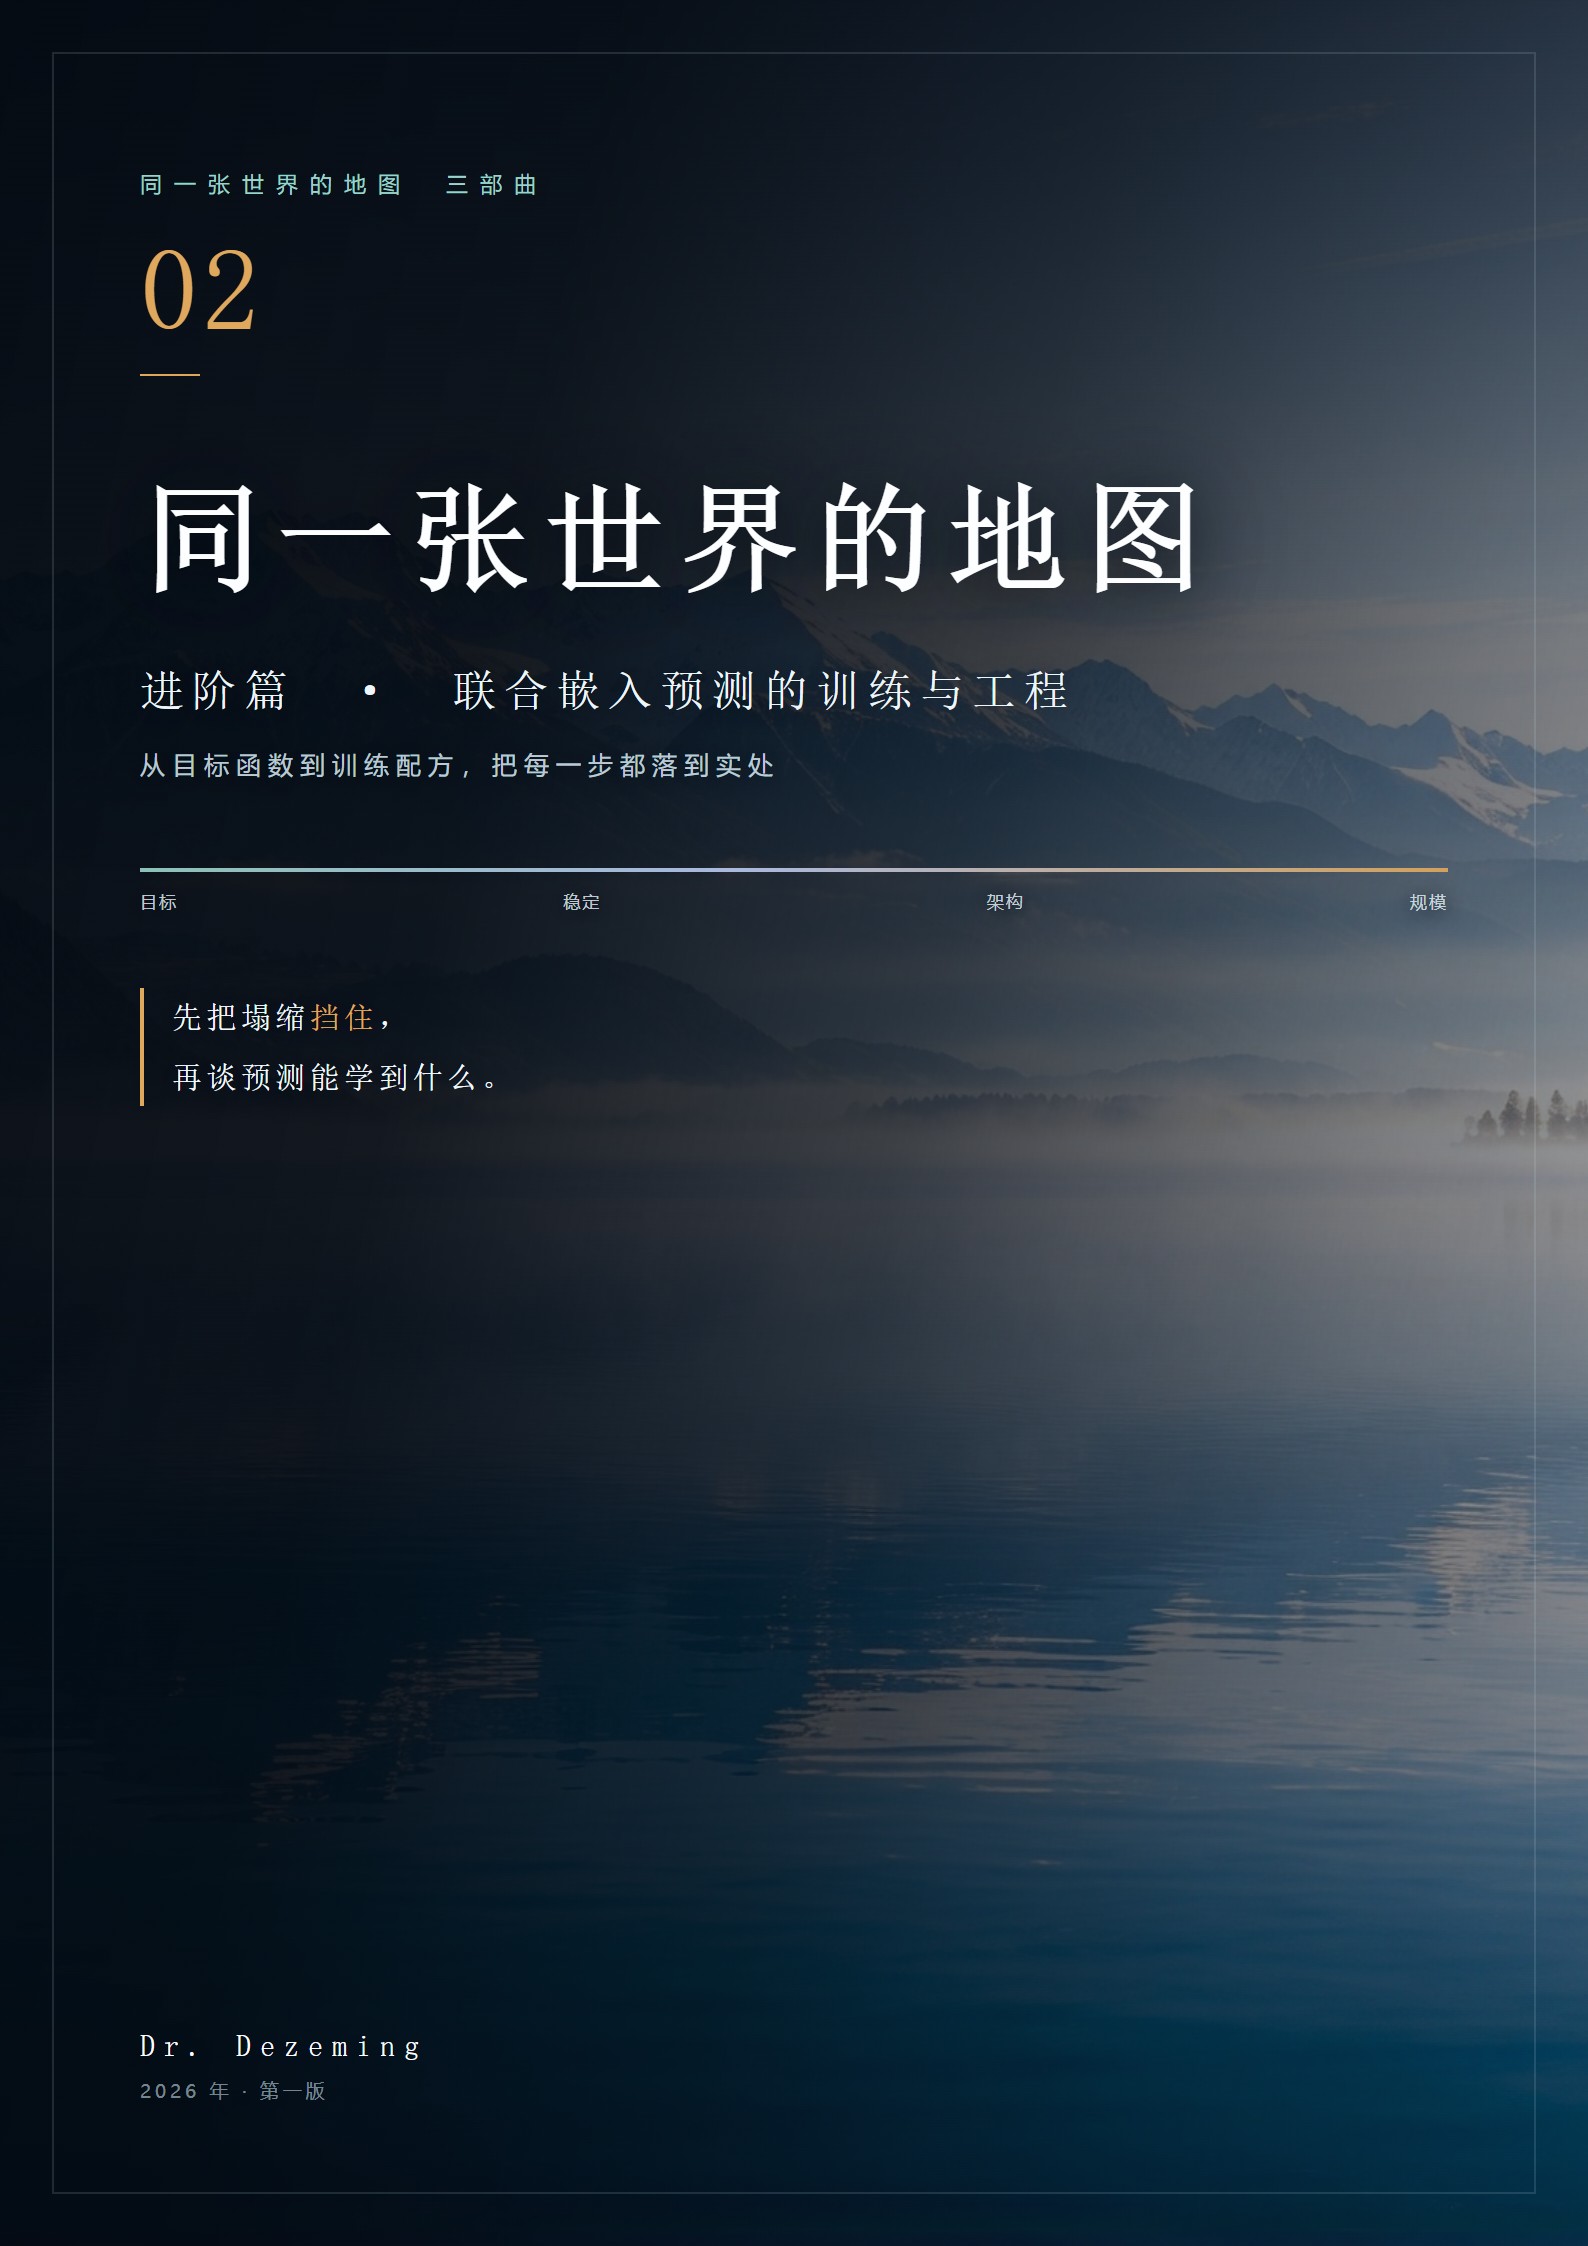 同一张世界的地图 三部曲
02
同一张世界的地图
进阶篇 • 联合嵌入预测的训练与工程
从目标函数到训练配方，把每一步都落到实处
目标 稳定 架构 规模
先把塌缩挡住，
再谈预测能学到什么。
Dr. Dezeming
2026 年 · 第一版